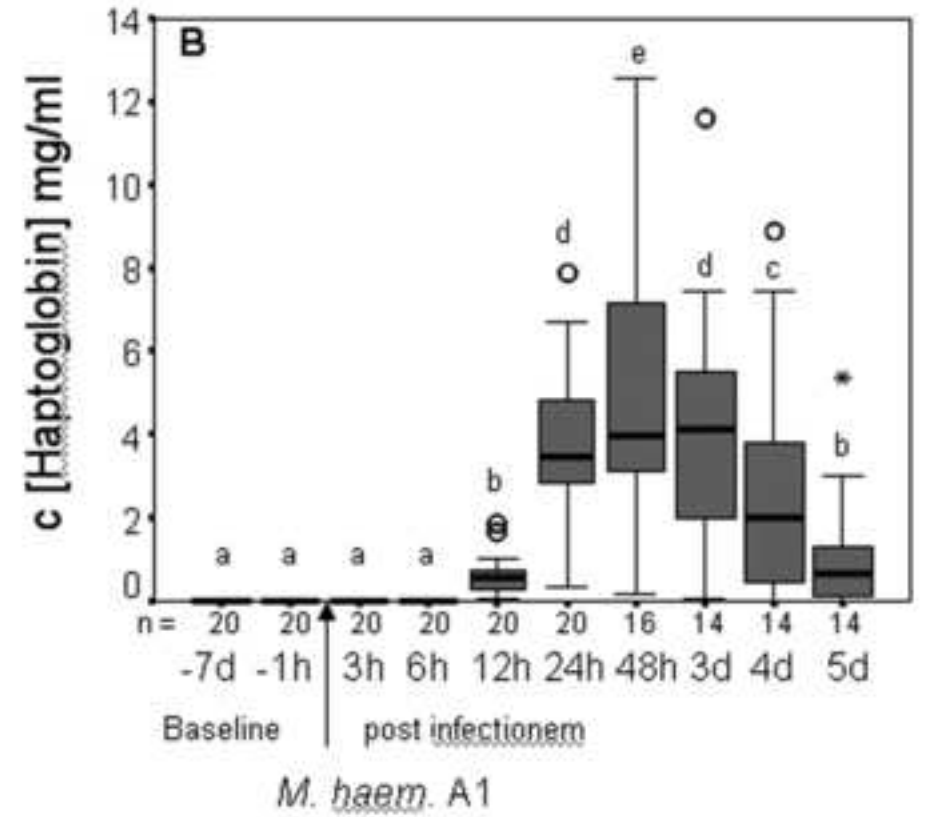 B
c [Haptoglobin] mg/ml
14
12
10
8
6
4
2
0
a a a a b d e d c b
*
n = 20 20 20 20 20 20 16 14 14 14
-7d -1h 3h 6h 12h 24h 48h 3d 4d 5d
Baseline post infectionem
M. haem. A1